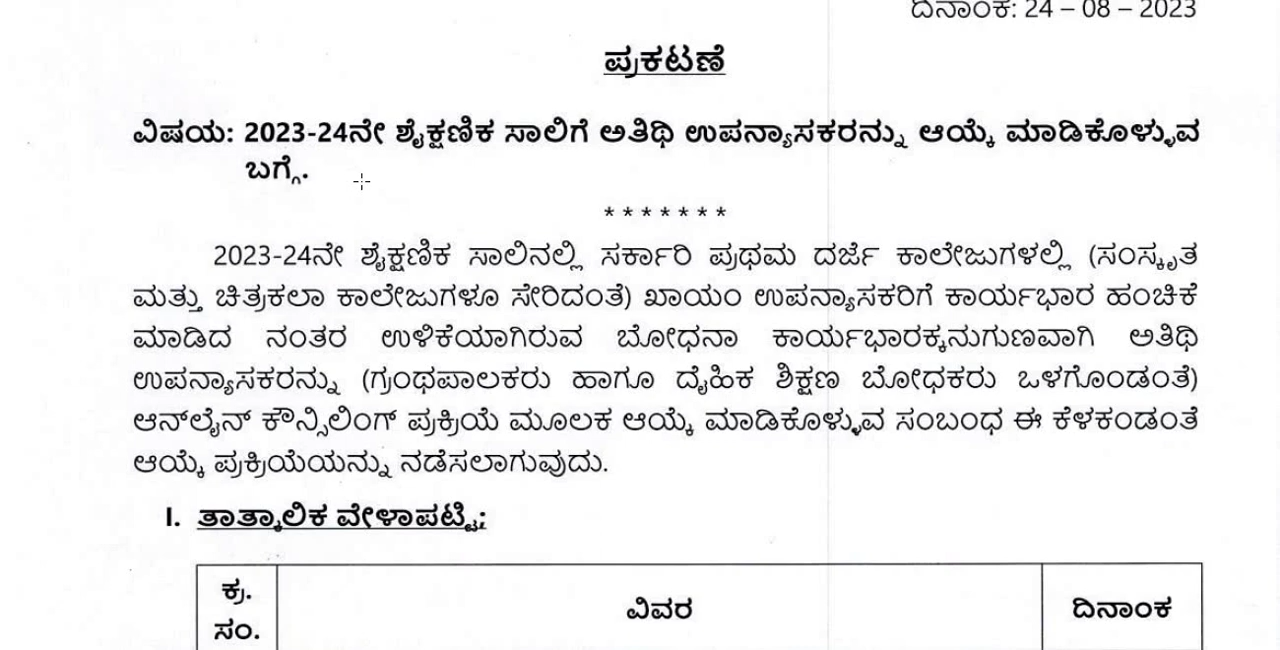 ದಿನಾಂಕ: 24 – 08 – 2023
ಪ್ರಕಟಣೆ
ವಿಷಯ: 2023-24ನೇ ಶೈಕ್ಷಣಿಕ ಸಾಲಿಗೆ ಅತಿಥಿ ಉಪನ್ಯಾಸಕರನ್ನು ಆಯ್ಕೆ ಮಾಡಿಕೊಳ್ಳುವ
ಬಗ್ಗೆ.
*******
2023-24ನೇ ಶೈಕ್ಷಣಿಕ ಸಾಲಿನಲ್ಲಿ ಸರ್ಕಾರಿ ಪ್ರಥಮ ದರ್ಜೆ ಕಾಲೇಜುಗಳಲ್ಲಿ (ಸಂಸ್ಕೃತ
ಮತ್ತು ಚಿತ್ರಕಲಾ ಕಾಲೇಜುಗಳೂ ಸೇರಿದಂತೆ) ಖಾಯಂ ಉಪನ್ಯಾಸಕರಿಗೆ ಕಾರ್ಯಭಾರ ಹಂಚಿಕೆ
ಮಾಡಿದ ನಂತರ ಉಳಿಕೆಯಾಗಿರುವ ಬೋಧನಾ ಕಾರ್ಯಭಾರಕ್ಕನುಗುಣವಾಗಿ ಅತಿಥಿ
ಉಪನ್ಯಾಸಕರನ್ನು (ಗ್ರಂಥಪಾಲಕರು ಹಾಗೂ ದೈಹಿಕ ಶಿಕ್ಷಣ ಬೋಧಕರು ಒಳಗೊಂಡಂತೆ)
ಆನ್‌ಲೈನ್ ಕೌನ್ಸಿಲಿಂಗ್ ಪ್ರಕ್ರಿಯೆ ಮೂಲಕ ಆಯ್ಕೆ ಮಾಡಿಕೊಳ್ಳುವ ಸಂಬಂಧ ಈ ಕೆಳಕಂಡಂತೆ
ಆಯ್ಕೆ ಪ್ರಕ್ರಿಯೆಯನ್ನು ನಡೆಸಲಾಗುವುದು.
I. ತಾತ್ಕಾಲಿಕ ವೇಳಾಪಟ್ಟಿ:
ಕ್ರ.
ಸಂ.
ವಿವರ
ದಿನಾಂಕ